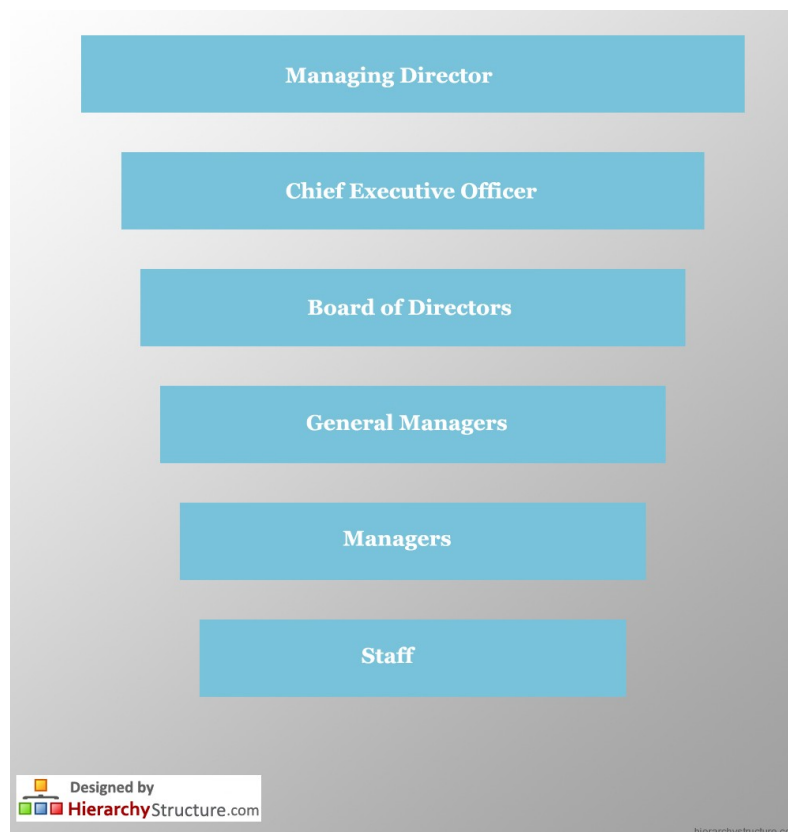 Managing Director
Chief Executive Officer
Board of Directors
General Managers
Managers
Staff
Designed by
HierarchyStructure.com